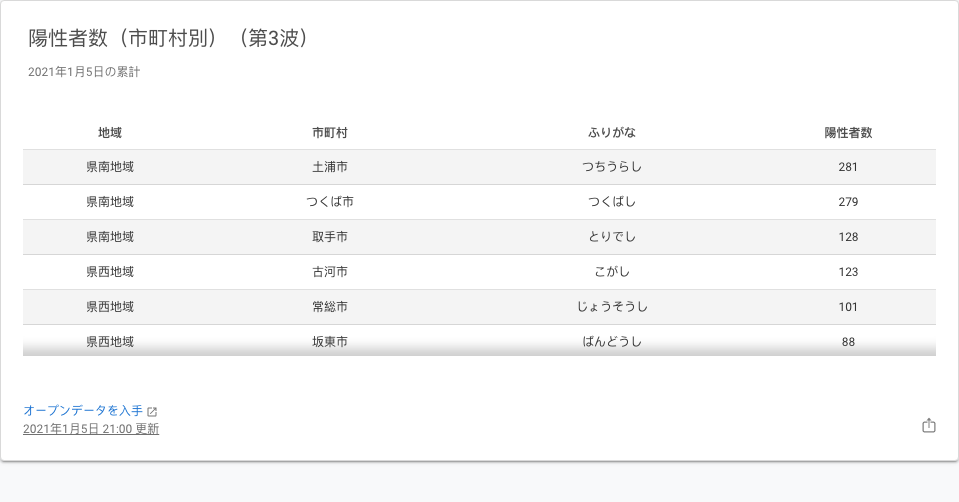 陽性者数（市町村別）（第3波）
2021年1月5日の累計
地域 市町村 ふりがな 陽性者数
県南地域 土浦市 つちうらし 281
県南地域 つくば市 つくばし 279
県南地域 取手市 とりでし 128
県西地域 古河市 こがし 123
県西地域 常総市 じょうそうし 101
県西地域 坂東市 ばんどうし 88
オープンデータを入手
2021年1月5日 21:00 更新